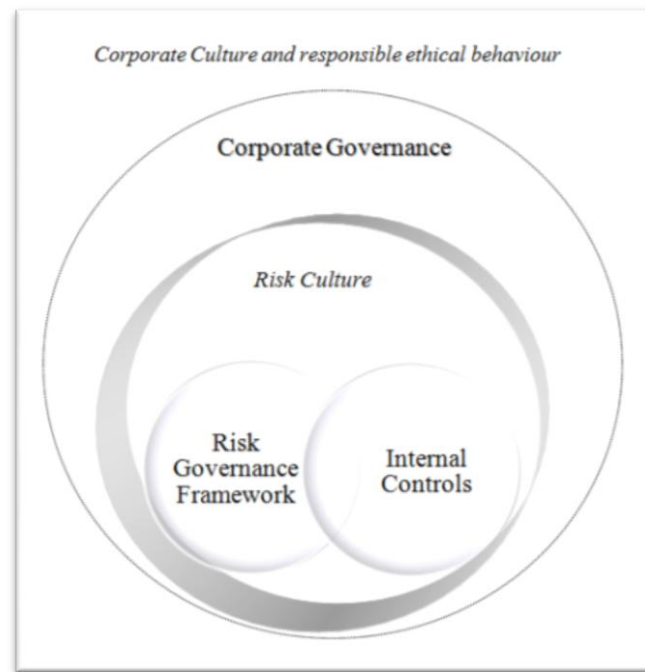 Corporate Culture and responsible ethical behaviour
Corporate Governance
Risk Culture
Risk
Governance
Framework
Internal
Controls